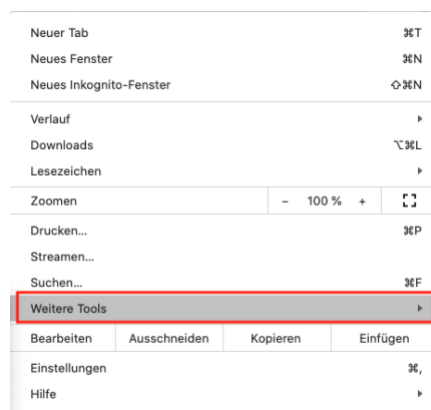 Neuer Tab ⌘T
Neues Fenster ⌘N
Neues Inkognito-Fenster ⇧⌘N
Verlauf
Downloads ⌥⌘L
Lesezeichen
Zoomen - 100 % +
Drucken... ⌘P
Streamen...
Suchen... ⌘F
Weitere Tools
Bearbeiten Ausschneiden Kopieren Einfügen
Einstellungen ⌘,
Hilfe